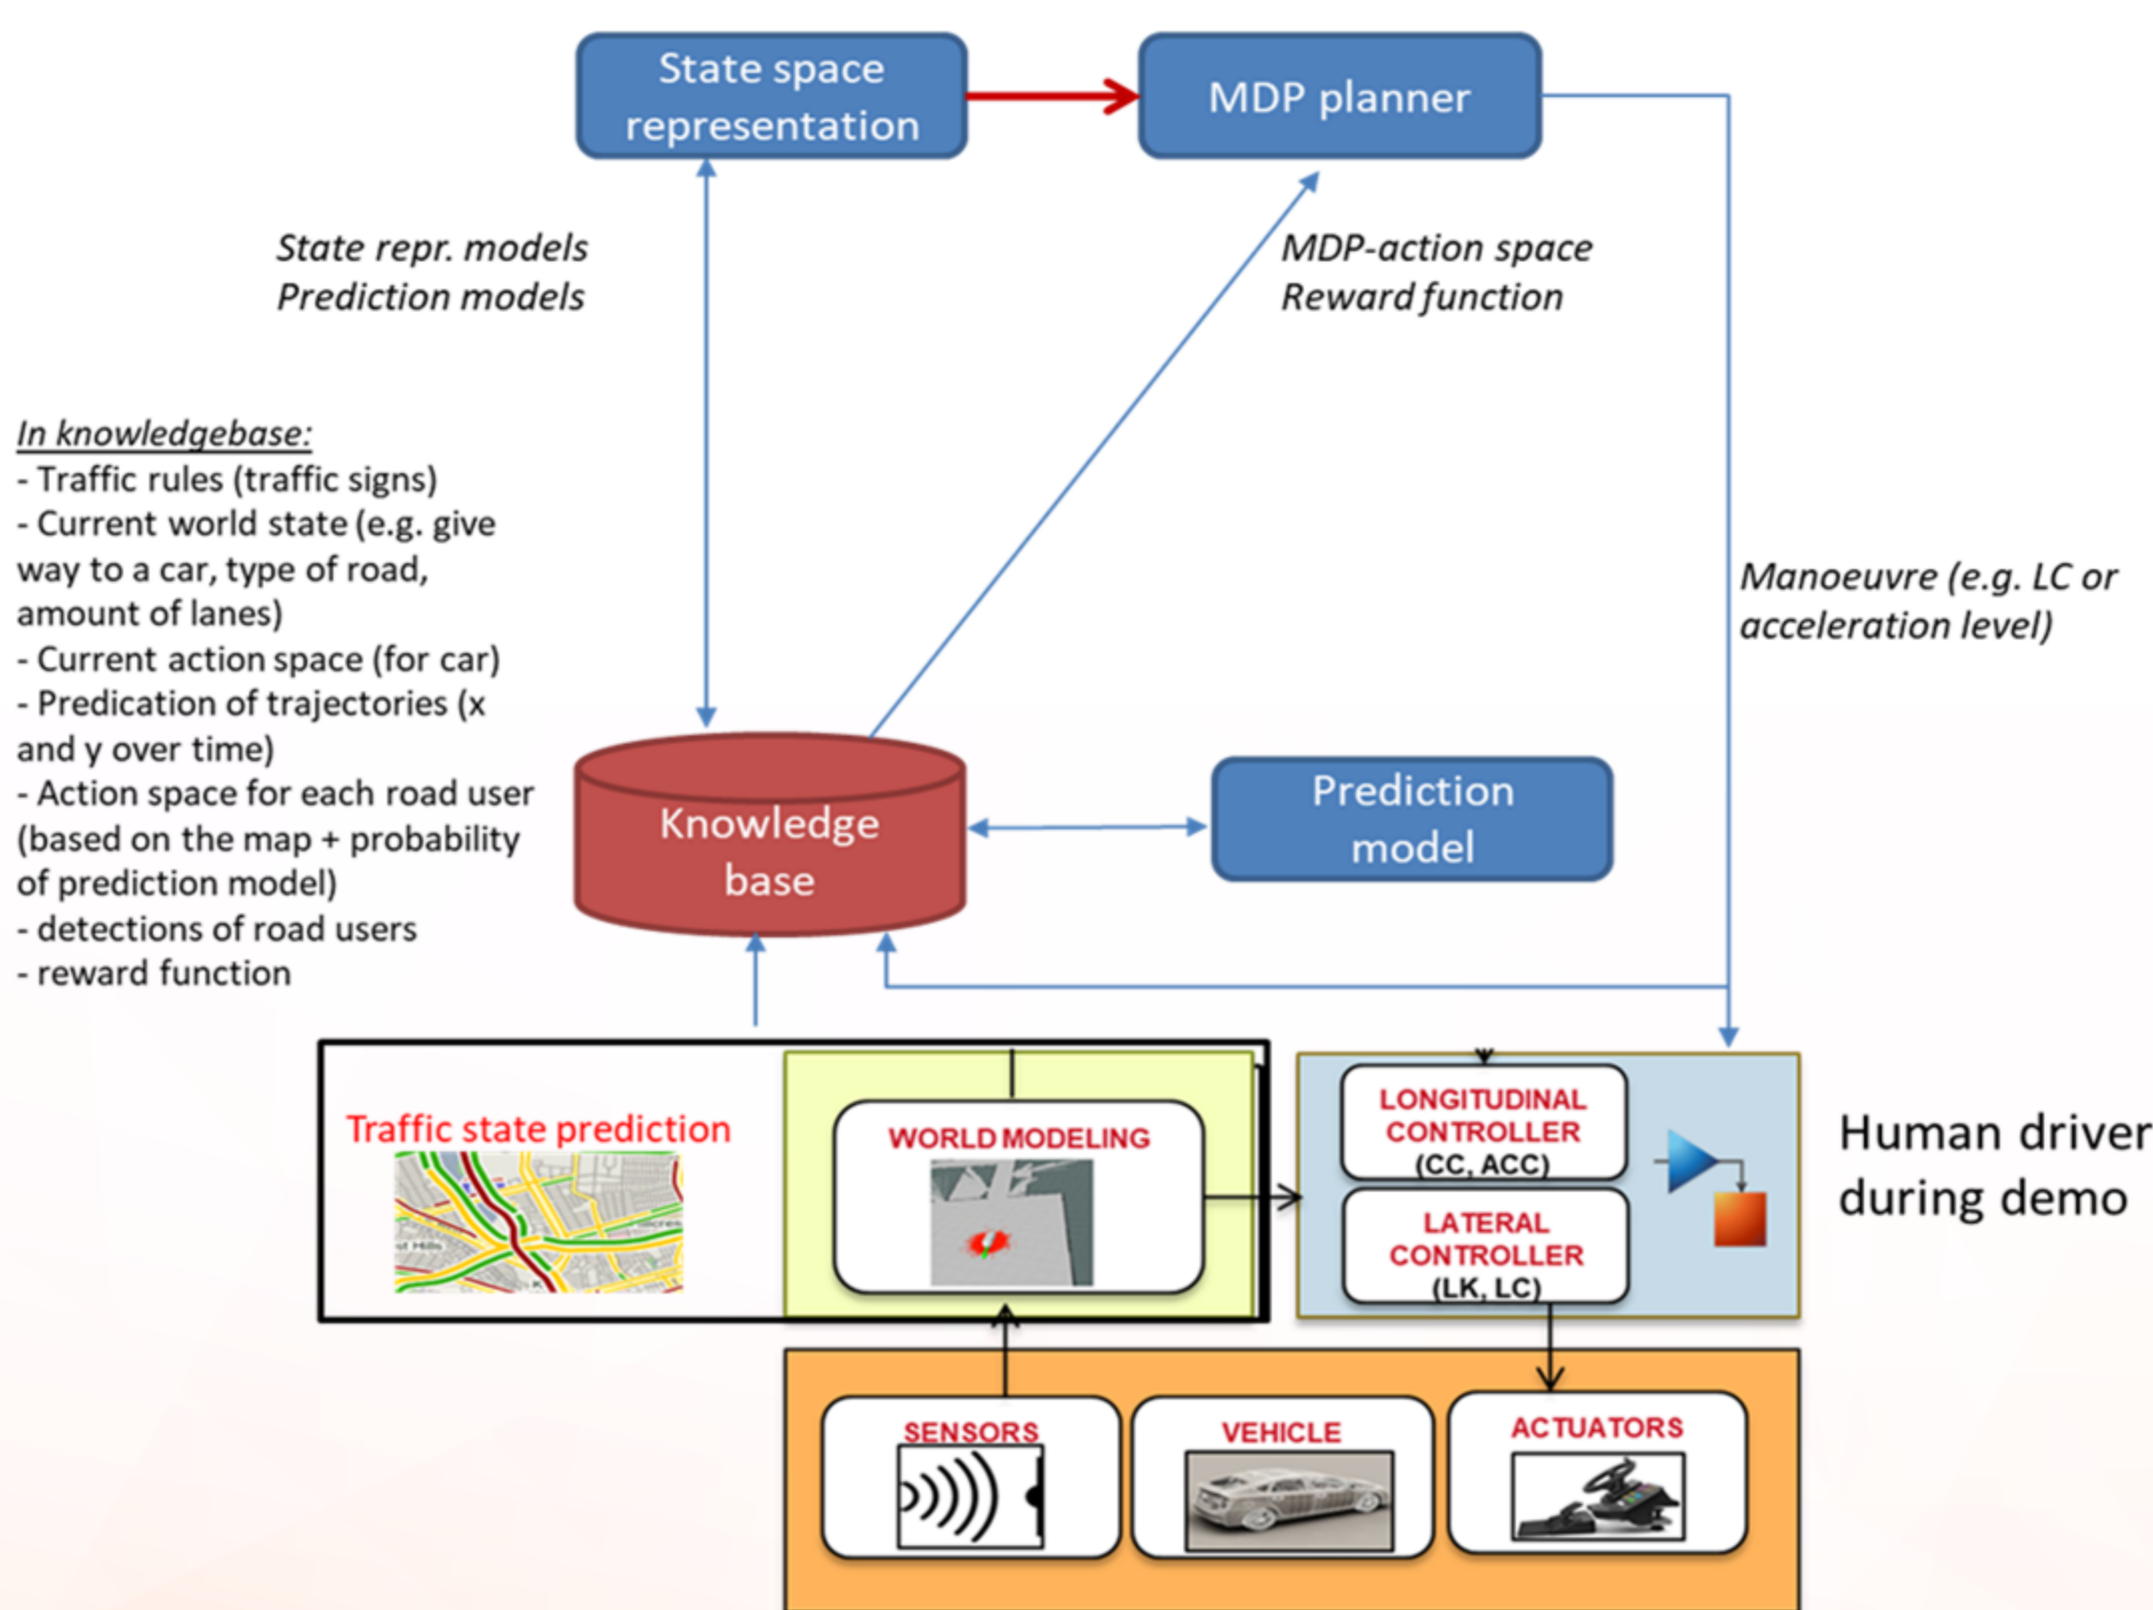 State space
representation
MDP planner
State repr. models
Prediction models
MDP-action space
Reward function
In knowledgebase:
- Traffic rules (traffic signs)
- Current world state (e.g. give
way to a car, type of road,
amount of lanes)
- Current action space (for car)
- Predication of trajectories (x
and y over time)
- Action space for each road user
(based on the map + probability
of prediction model)
- detections of road users
- reward function
Manoeuvre (e.g. LC or
acceleration level)
Knowledge
base
Prediction
model
Traffic state prediction
WORLD MODELING
LONGITUDINAL
CONTROLLER
(CC, ACC)
LATERAL
CONTROLLER
(LK, LC)
Human driver
during demo
SENSORS
VEHICLE
ACTUATORS